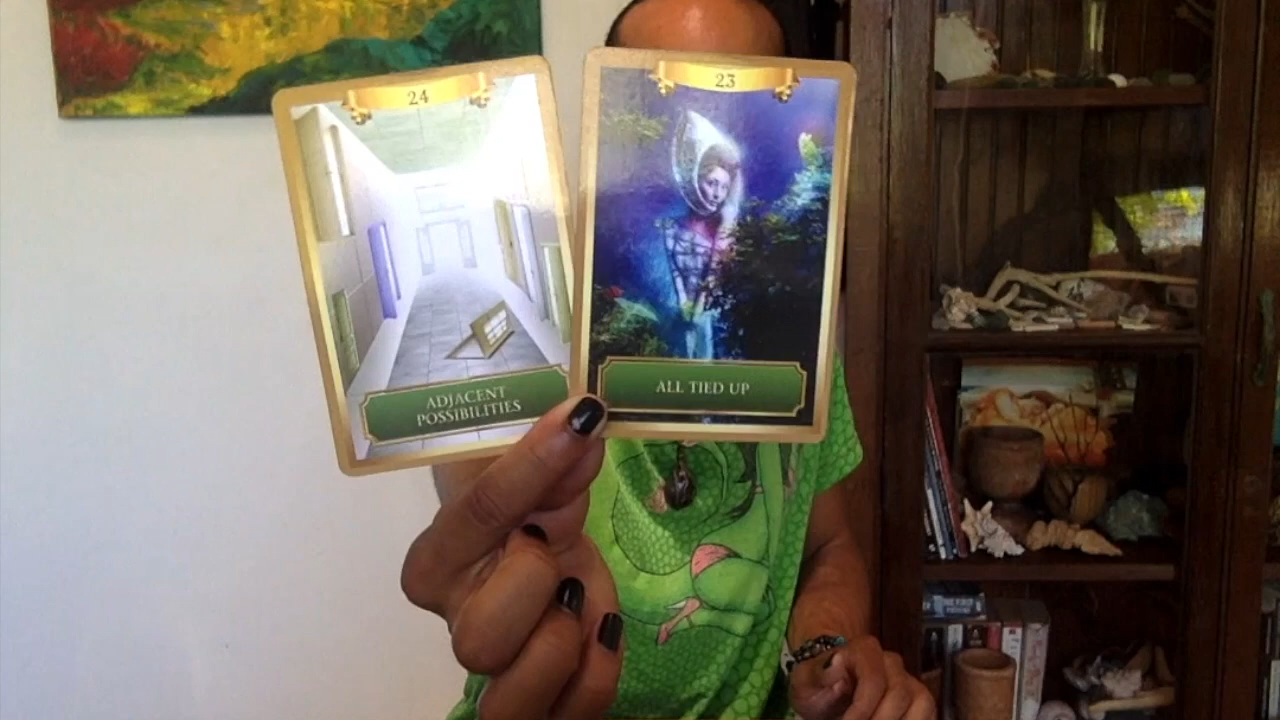 24
ADJACENT
POSSIBILITIES
23
ALL TIED UP